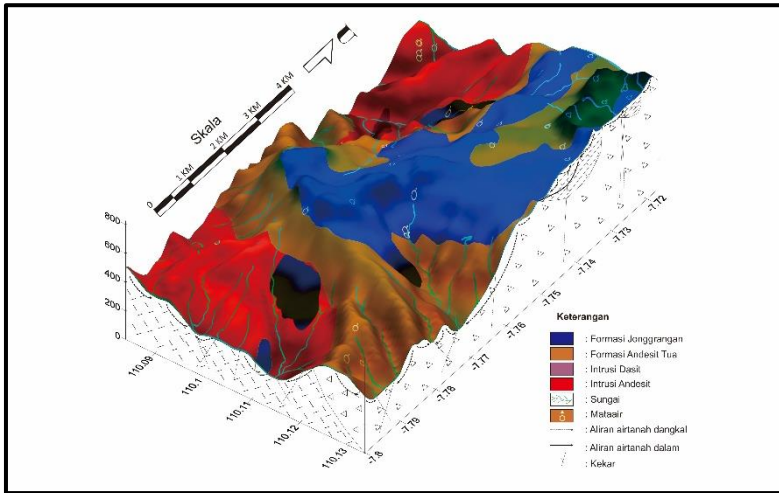 Skala
0
1 KM
2 KM
3 KM
4 KM
800
600
400
200
0
110.09
110.1
110.11
110.12
110.13
-7.8
-7.79
-7.78
-7.77
-7.76
-7.75
-7.74
-7.73
-7.72
Keterangan
: Formasi Jonggrangan
: Formasi Andesit Tua
: Intrusi Dasit
: Intrusi Andesit
: Sungai
: Mataair
: Aliran airtanah dangkal
: Aliran airtanah dalam
: Kekar